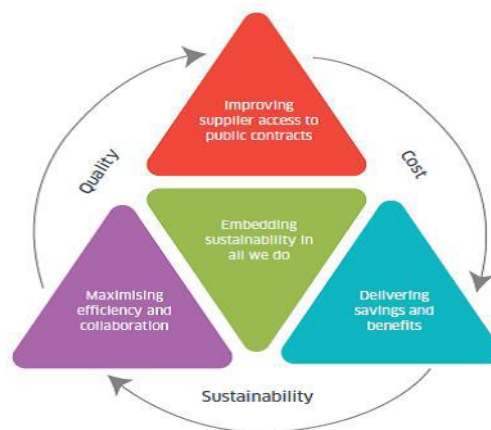 Improving
supplier access to
public contracts
Quality
Cost
Embedding
sustainability in
all we do
Maximising
efficiency and
collaboration
Delivering
savings and
benefits
Sustainability